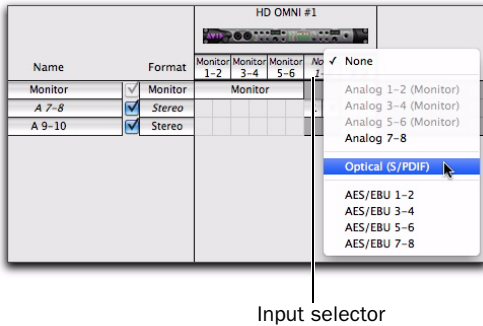 HD OMNI #1
AVID
Name Format Monitor 1-2 Monitor 3-4 Monitor 5-6
Monitor Monitor Monitor
A 7-8 Stereo
A 9-10 Stereo
✓ None
Analog 1-2 (Monitor)
Analog 3-4 (Monitor)
Analog 5-6 (Monitor)
Analog 7-8
Optical (S/PDIF)
AES/EBU 1-2
AES/EBU 3-4
AES/EBU 5-6
AES/EBU 7-8
Input selector